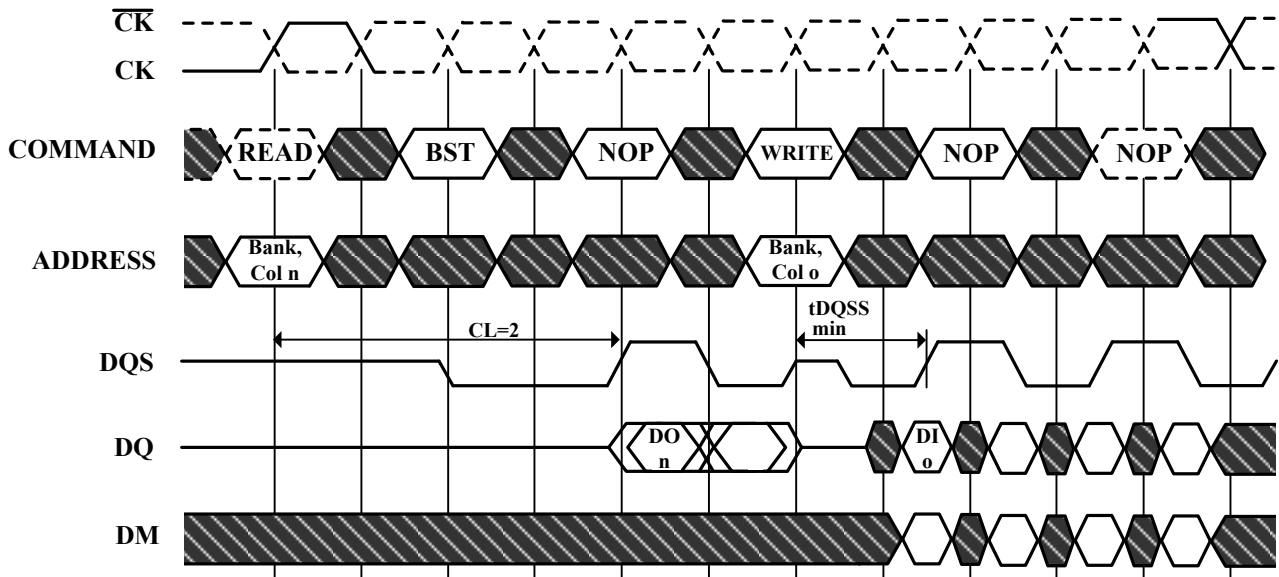 C̅K̅
CK
COMMAND
READ
BST
NOP
WRITE
NOP
NOP
ADDRESS
Bank,
Col n
Bank,
Col o
tDQSS
min
CL=2
DQS
DQ
DO
n
DI
o
DM